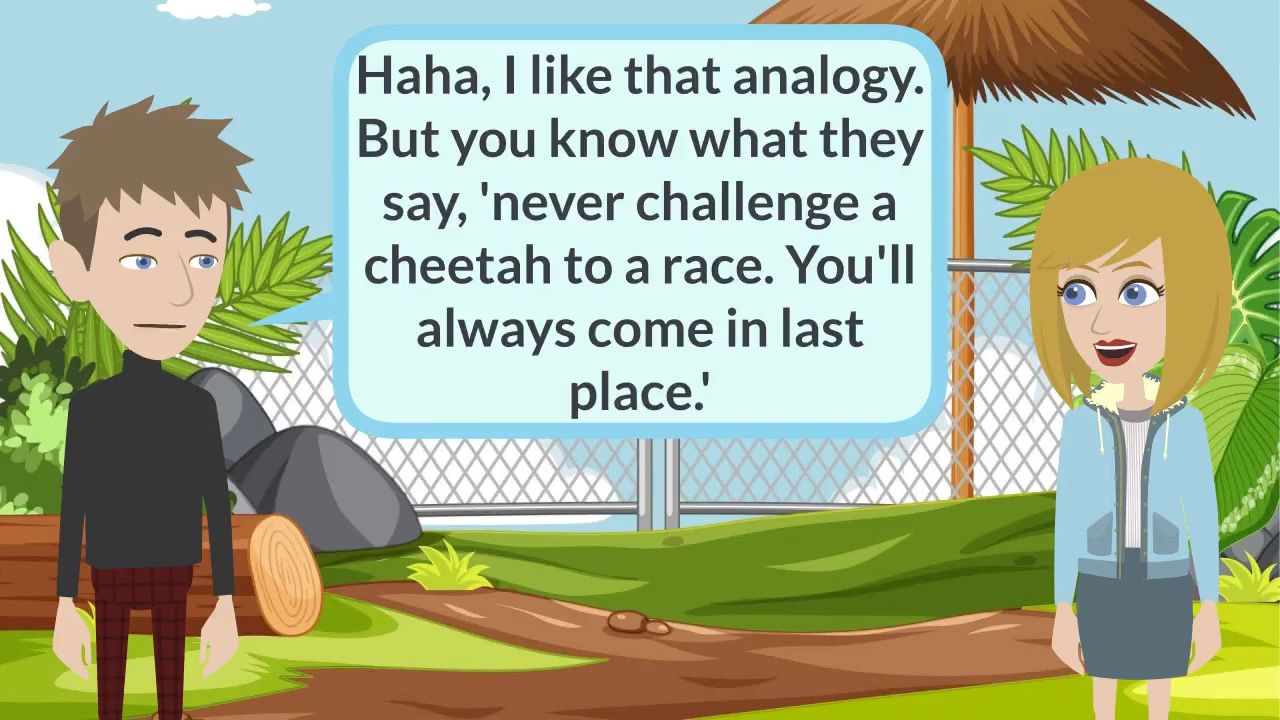 Haha, I like that analogy.
But you know what they
say, 'never challenge a
cheetah to a race. You'll
always come in last
place.'